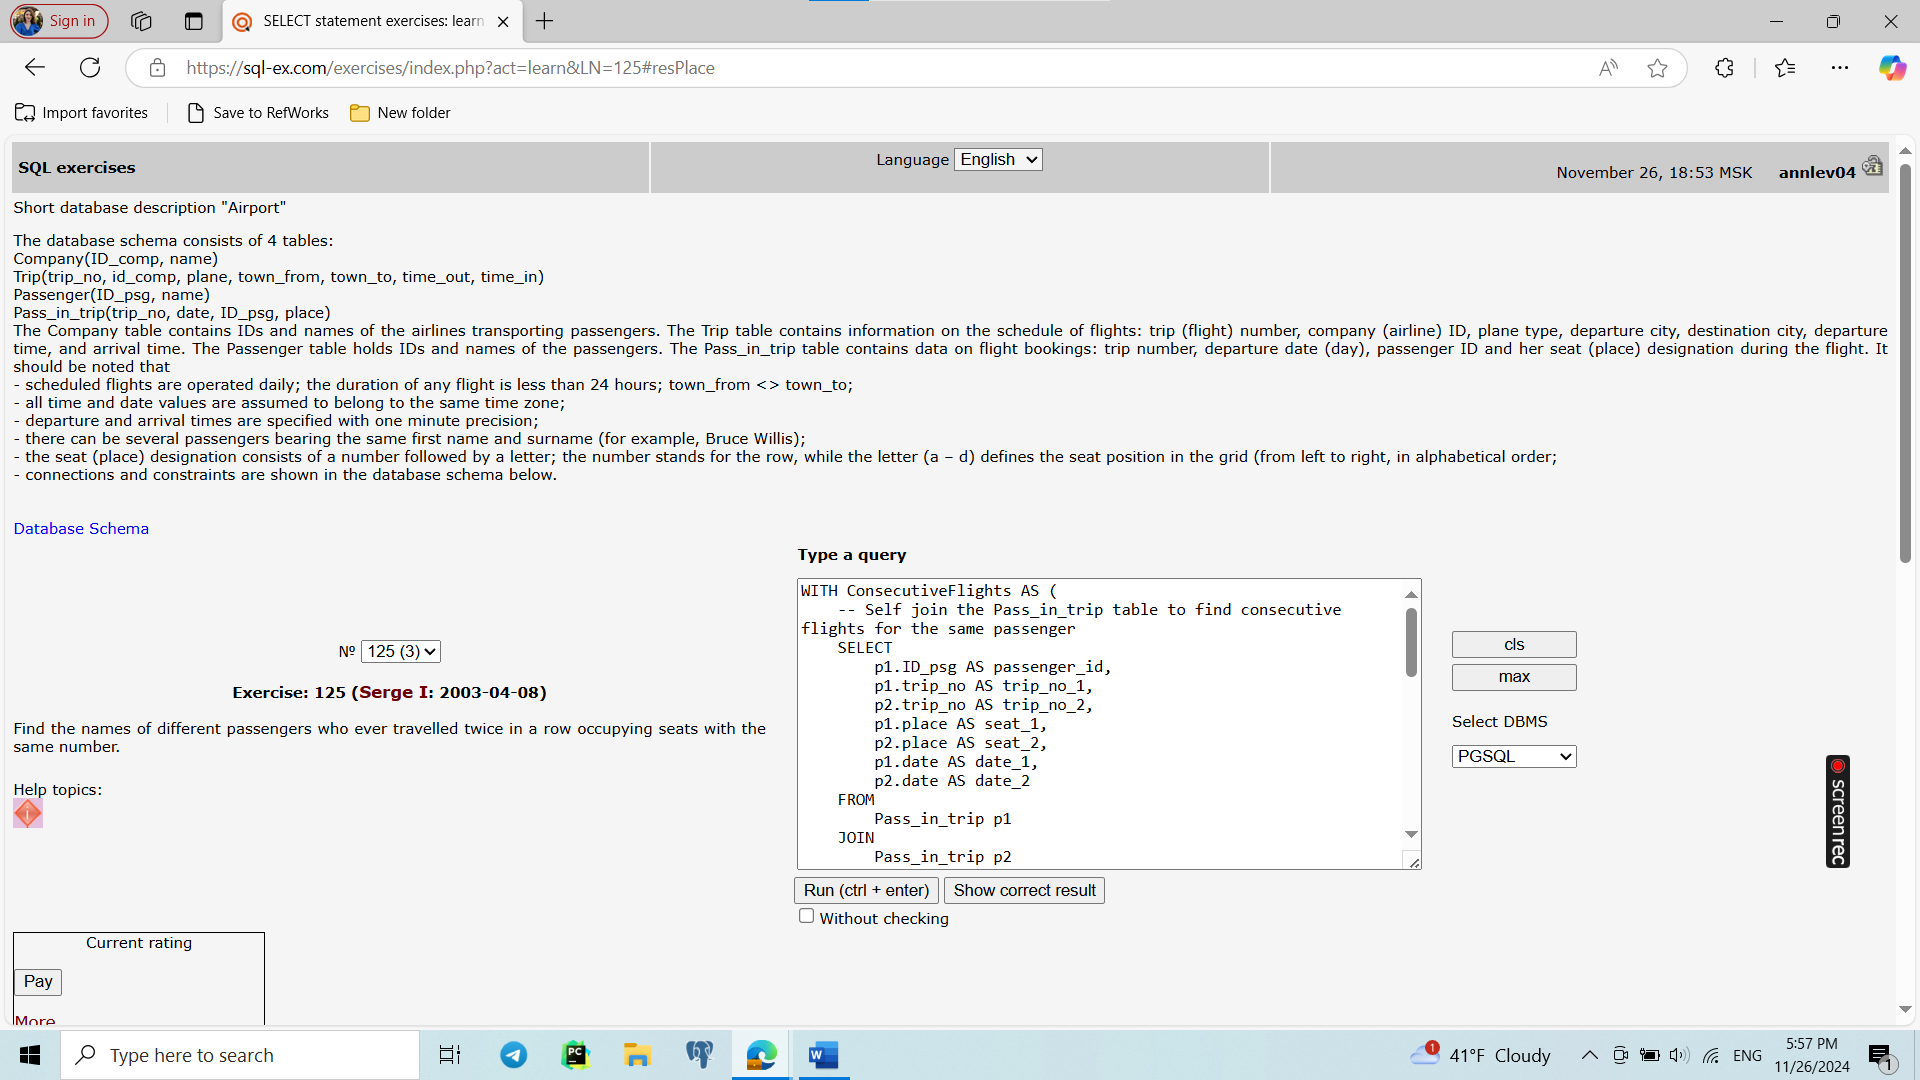 Sign in
SELECT statement exercises: learn
https://sql-ex.com/exercises/index.php?act=learn&LN=125#resPlace
Import favorites
Save to RefWorks
New folder
SQL exercises
Language English
November 26, 18:53 MSK annlev04
Short database description "Airport"
The database schema consists of 4 tables:
Company(ID_comp, name)
Trip(trip_no, id_comp, plane, town_from, town_to, time_out, time_in)
Passenger(ID_psg, name)
Pass_in_trip(trip_no, date, ID_psg, place)
The Company table contains IDs and names of the airlines transporting passengers. The Trip table contains information on the schedule of flights: trip (flight) number, company (airline) ID, plane type, departure city, destination city, departure
time, and arrival time. The Passenger table holds IDs and names of the passengers. The Pass_in_trip table contains data on flight bookings: trip number, departure date (day), passenger ID and her seat (place) designation during the flight. It
should be noted that
- scheduled flights are operated daily; the duration of any flight is less than 24 hours; town_from <> town_to;
- all time and date values are assumed to belong to the same time zone;
- departure and arrival times are specified with one minute precision;
- there can be several passengers bearing the same first name and surname (for example, Bruce Willis);
- the seat (place) designation consists of a number followed by a letter; the number stands for the row, while the letter (a – d) defines the seat position in the grid (from left to right, in alphabetical order;
- connections and constraints are shown in the database schema below.
Database Schema
№ 125 (3)
Exercise: 125 (Serge I: 2003-04-08)
Find the names of different passengers who ever travelled twice in a row occupying seats with the
same number.
Help topics:
Type a query
WITH ConsecutiveFlights AS (
-- Self join the Pass_in_trip table to find consecutive
flights for the same passenger
SELECT
p1.ID_psg AS passenger_id,
p1.trip_no AS trip_no_1,
p2.trip_no AS trip_no_2,
p1.place AS seat_1,
p2.place AS seat_2,
p1.date AS date_1,
p2.date AS date_2
FROM
Pass_in_trip p1
JOIN
Pass_in_trip p2
cls
max
Select DBMS
PGSQL
Run (ctrl + enter)
Show correct result
Without checking
Current rating
Pay
More
screenrec
Type here to search
PC
W
1
41°F Cloudy
ENG
5:57 PM
11/26/2024
1